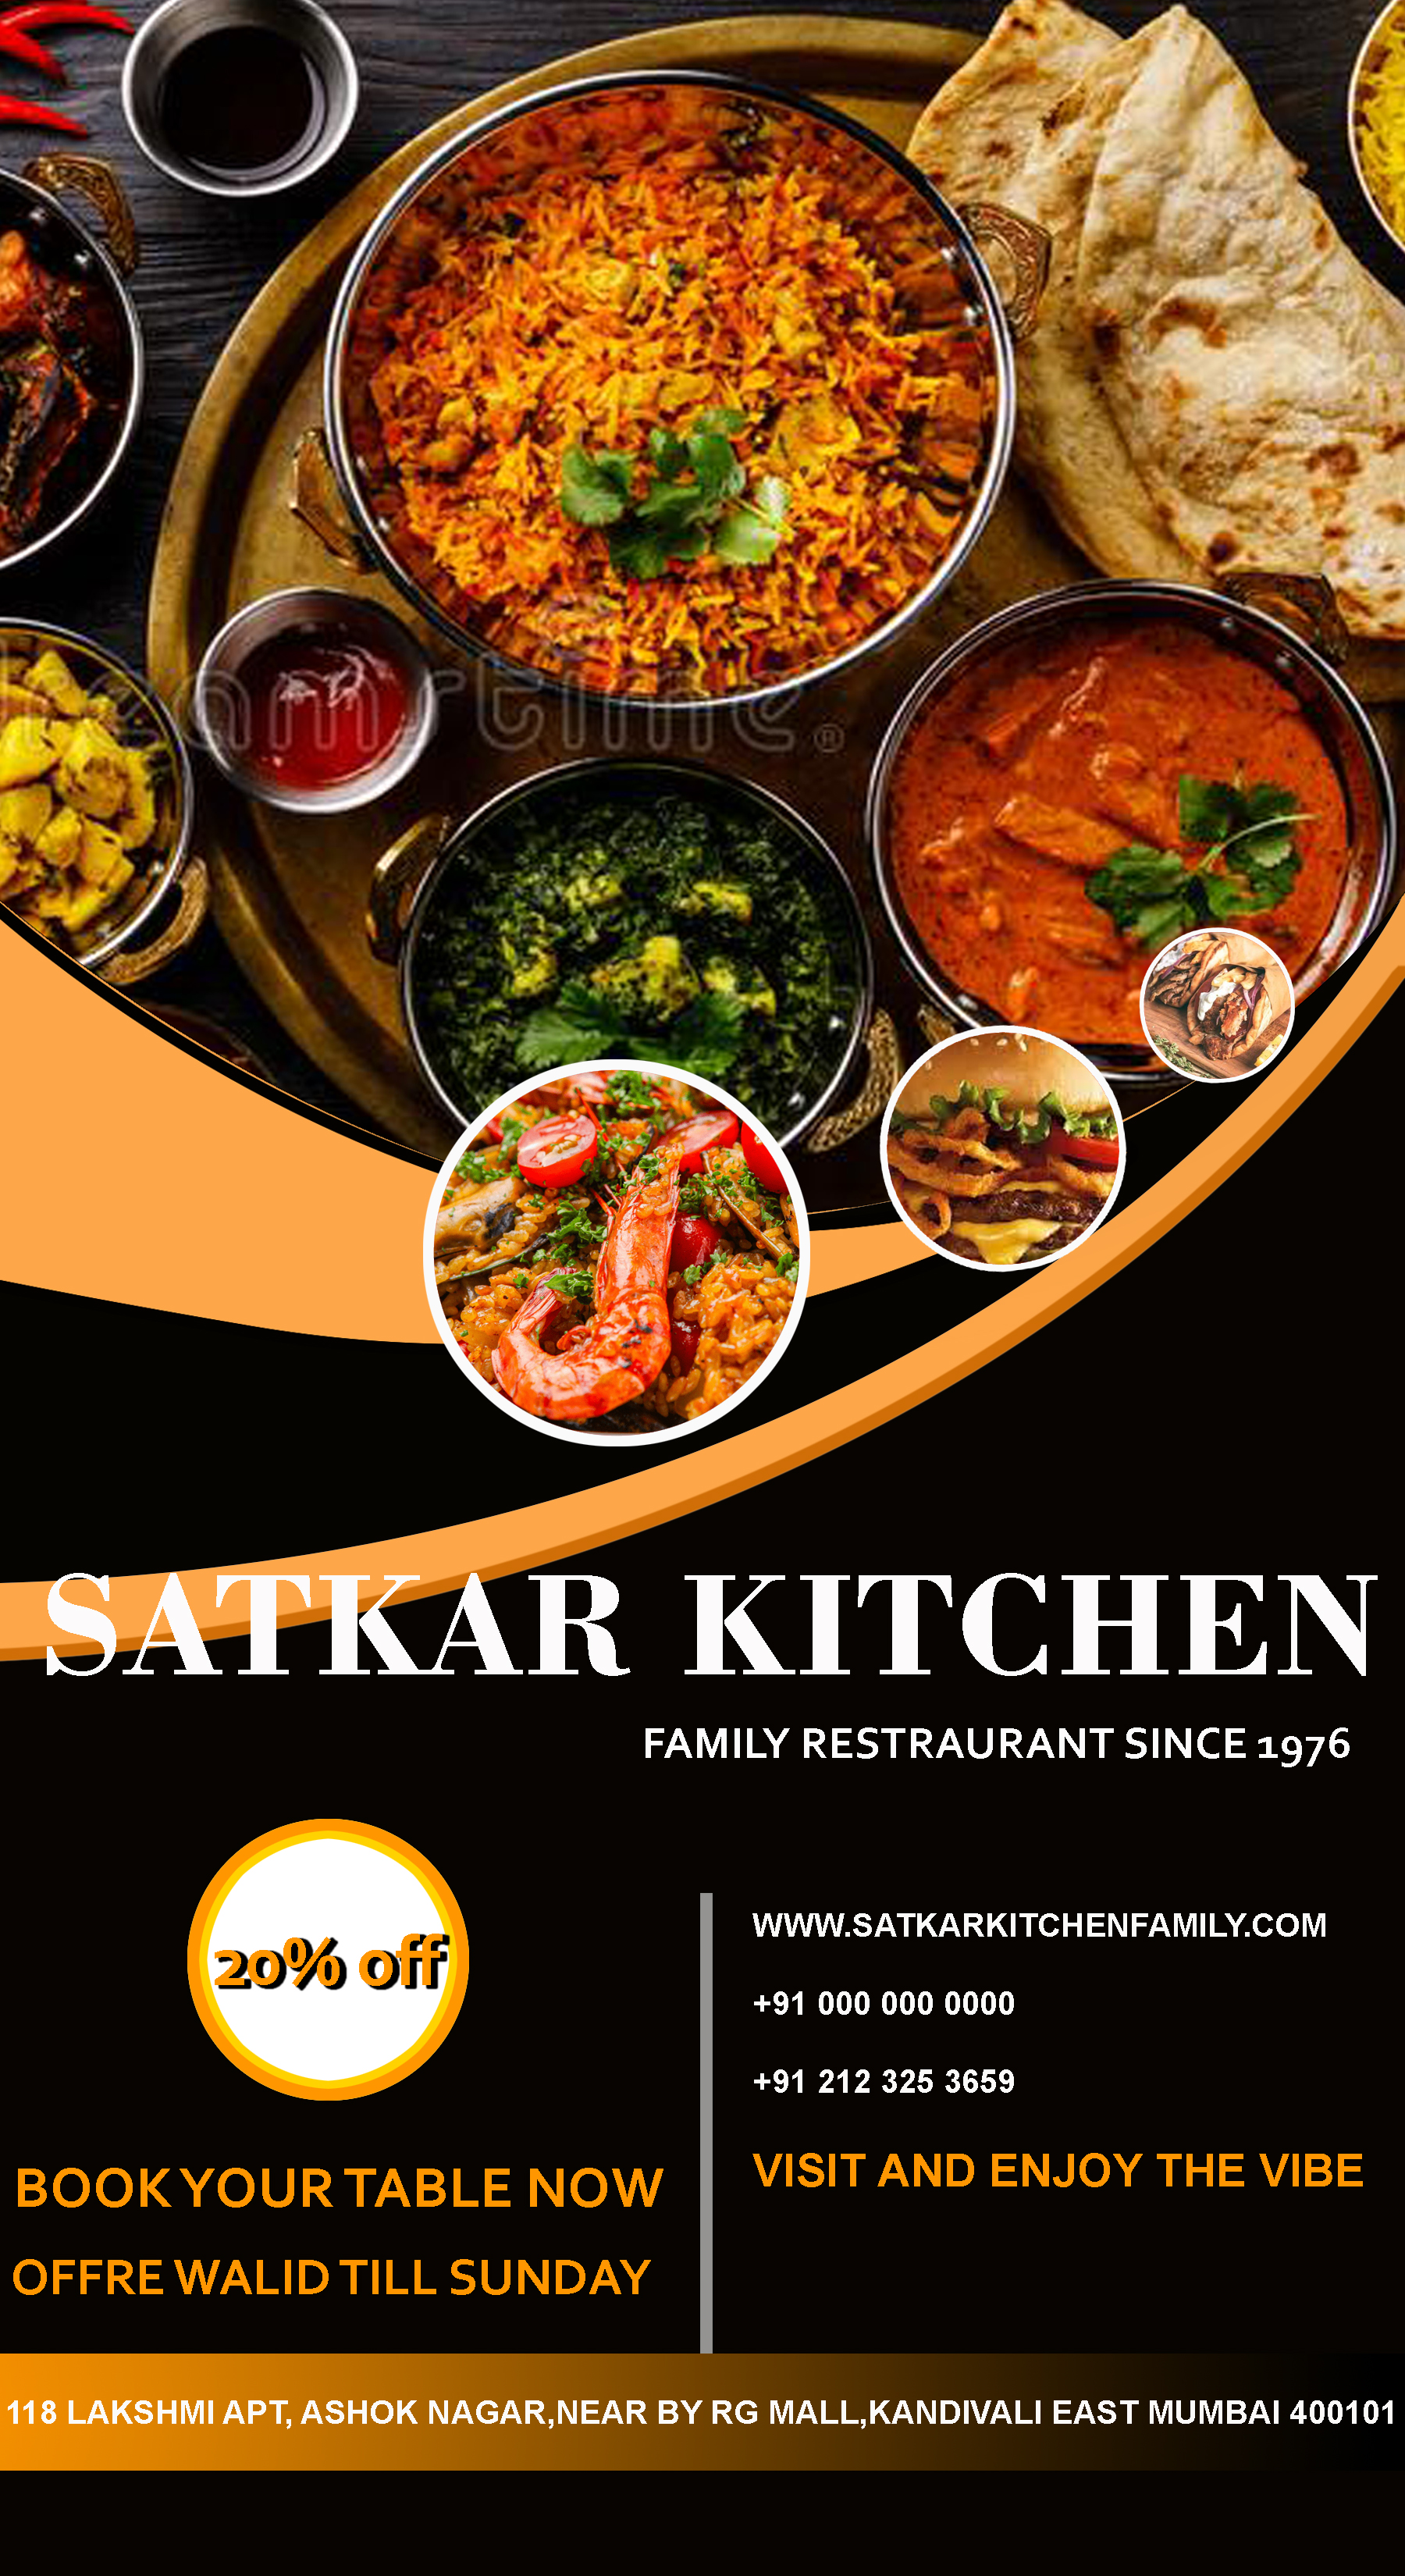 dreamstime®
SATKAR KITCHEN
FAMILY RESTRAURANT SINCE 1976
20% off
BOOK YOUR TABLE NOW
OFFRE WALID TILL SUNDAY
WWW.SATKARKITCHENFAMILY.COM
+91 000 000 0000
+91 212 325 3659
VISIT AND ENJOY THE VIBE
118 LAKSHMI APT, ASHOK NAGAR,NEAR BY RG MALL,KANDIVALI EAST MUMBAI 400101